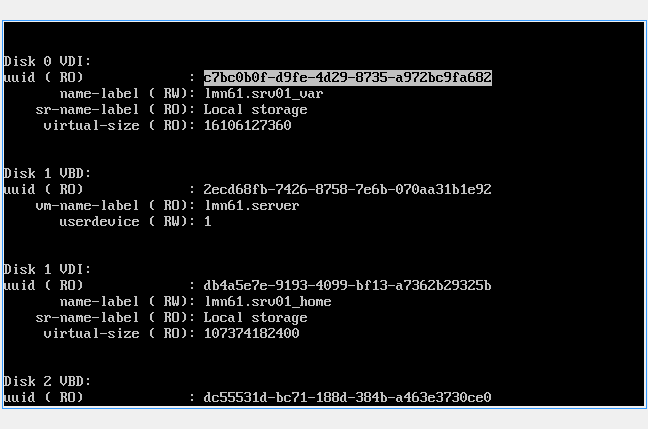 Disk 0 VDI:
uuid ( RO) : c7bc0b0f-d9fe-4d29-8735-a972bc9fa682
name-label ( RW): lmn61.srv01_var
sr-name-label ( RO): Local storage
virtual-size ( RO): 16106127360
Disk 1 VBD:
uuid ( RO) : 2ecd68fb-7426-8758-7e6b-070aa31b1e92
vm-name-label ( RO): lmn61.server
userdevice ( RW): 1
Disk 1 VDI:
uuid ( RO) : db4a5e7e-9193-4099-bf13-a7362b29325b
name-label ( RW): lmn61.srv01_home
sr-name-label ( RO): Local storage
virtual-size ( RO): 107374182400
Disk 2 VBD:
uuid ( RO) : dc55531d-bc71-188d-384b-a463e3730ce0